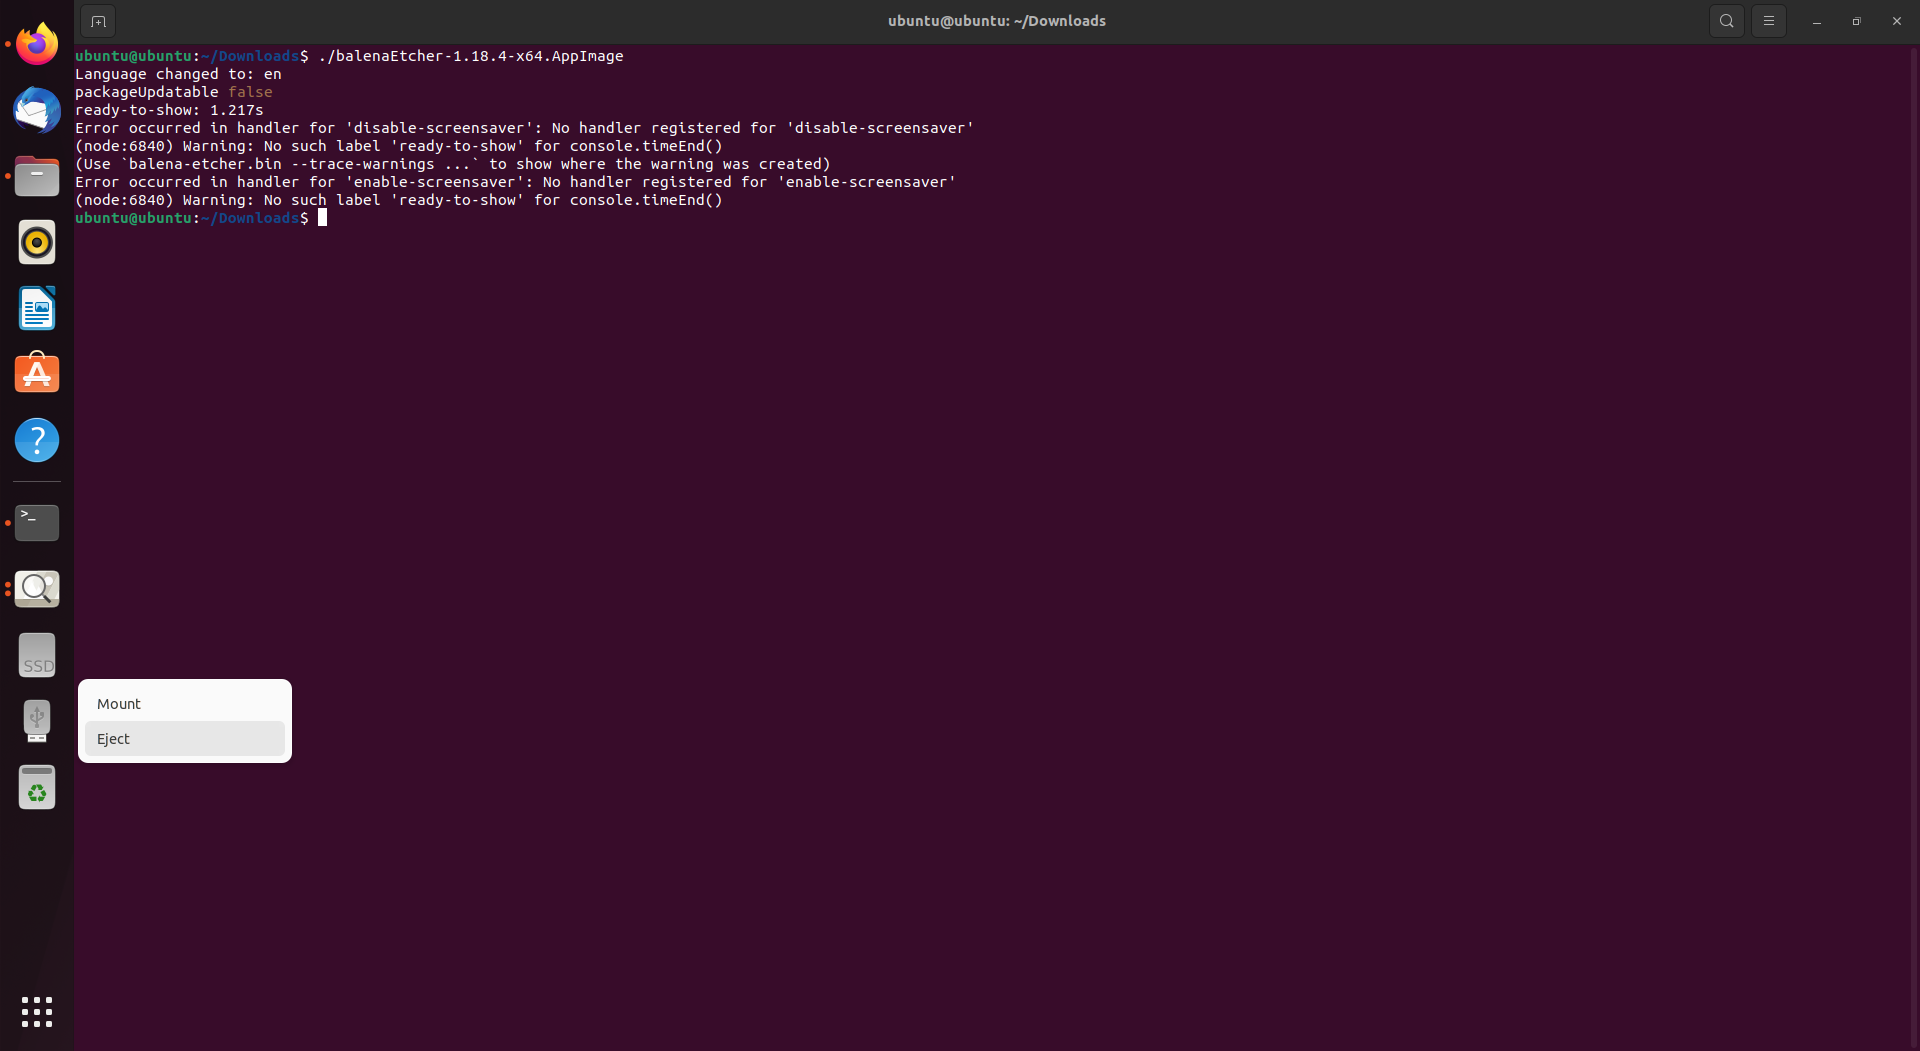 ubuntu@ubuntu: ~/Downloads
ubuntu@ubuntu:~/Downloads$ ./balenaEtcher-1.18.4-x64.AppImage
Language changed to: en
packageUpdatable false
ready-to-show: 1.217s
Error occurred in handler for 'disable-screensaver': No handler registered for 'disable-screensaver'
(node:6840) Warning: No such label 'ready-to-show' for console.timeEnd()
(Use `balena-etcher.bin --trace-warnings ...` to show where the warning was created)
Error occurred in handler for 'enable-screensaver': No handler registered for 'enable-screensaver'
(node:6840) Warning: No such label 'ready-to-show' for console.timeEnd()
ubuntu@ubuntu:~/Downloads$
?
>_
SSD
Mount
Eject